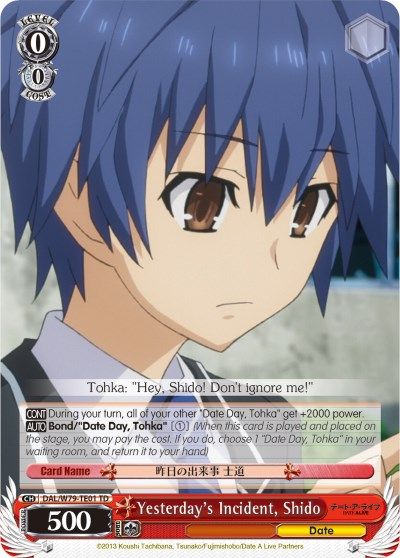 LEVEL
0
0
COST
Tohka: "Hey, Shido! Don't ignore me!"
CONT During your turn, all of your other "Date Day, Tohka" get +2000 power.
AUTO Bond/"Date Day, Tohka" [①] (When this card is played and placed on
the stage, you may pay the cost. If you do, choose 1 "Date Day, Tohka" in your
waiting room, and return it to your hand)
Card Name 昨日の出来事 士道
CD DAL/W79-TE01 TD
POWER 500
Yesterday's Incident, Shido
デート・ア・ライブ
DATE A LIVE
Date
©2013 Koushi Tachibana, Tsunako/Fujimishobo/Date A Live Partners